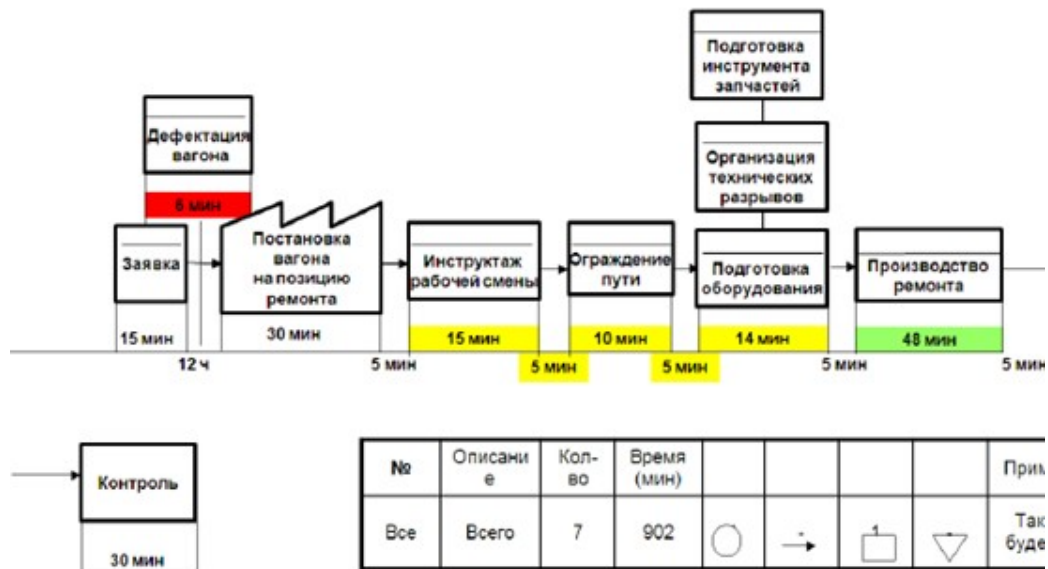 Подготовка
инструмента
запчастей
Дефектация
вагона
6 мин
Организация
технических
разрывов
Заявка
Постановка
вагона
на позицию
ремонта
Инструктаж
рабочей смены
Ограждение
пути
Подготовка
оборудования
Производство
ремонта
15 мин
30 мин
15 мин
10 мин
14 мин
48 мин
12 ч
5 мин
5 мин
5 мин
5 мин
5 мин
Контроль
30 мин
№
Описани
е
Кол-
во
Время
(мин)
Прим
Все
Всего
7
902
1
Так
буде